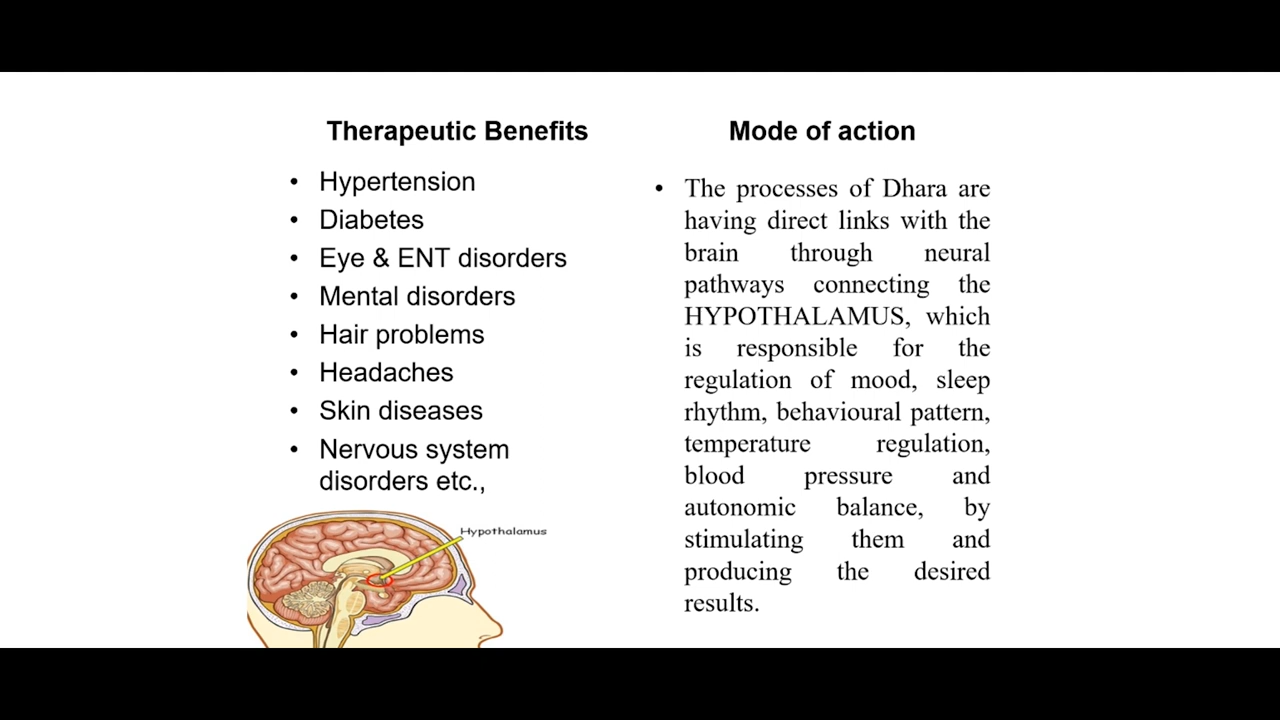 Therapeutic Benefits
• Hypertension
• Diabetes
• Eye & ENT disorders
• Mental disorders
• Hair problems
• Headaches
• Skin diseases
• Nervous system
disorders etc.,
Hypothalamus
Mode of action
• The processes of Dhara are
having direct links with the
brain through neural
pathways connecting the
HYPOTHALAMUS, which
is responsible for the
regulation of mood, sleep
rhythm, behavioural pattern,
temperature regulation,
blood pressure and
autonomic balance, by
stimulating them and
producing the desired
results.